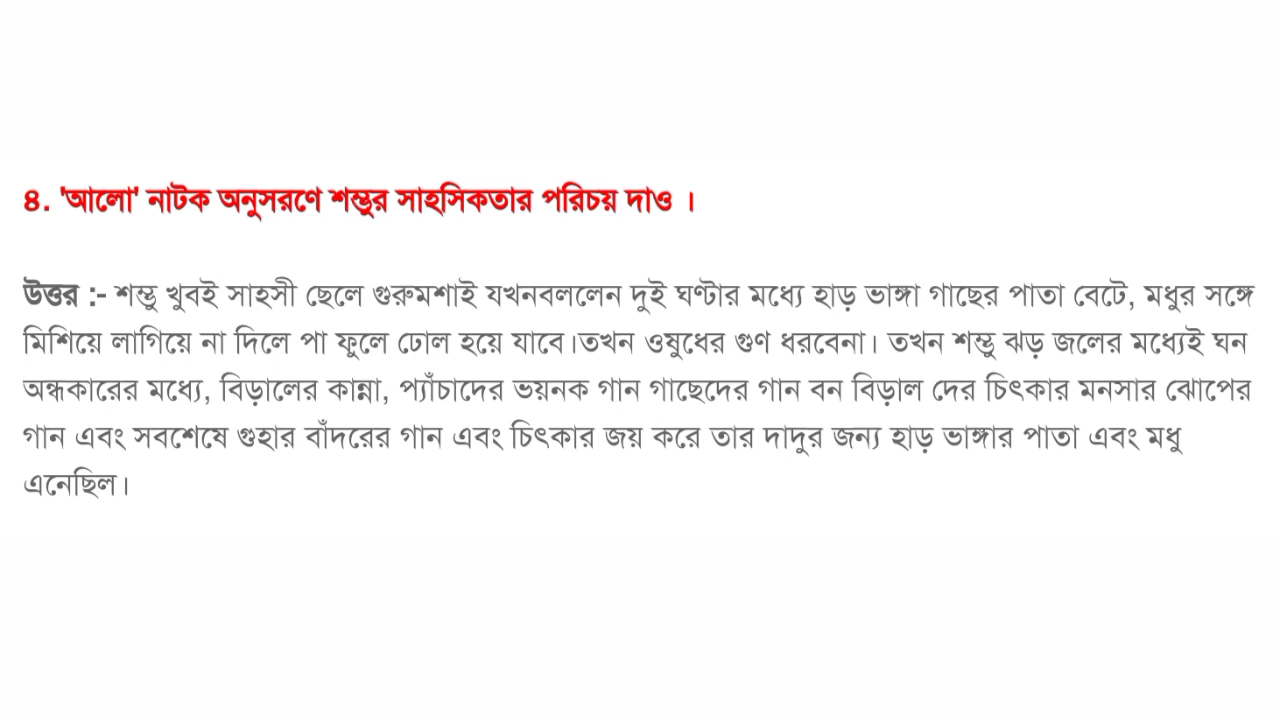 ৪. 'আলো' নাটক অনুসরণে শম্ভুর সাহসিকতার পরিচয় দাও ।
উত্তর :- শম্ভু খুবই সাহসী ছেলে গুরুমশাই যখনবললেন দুই ঘণ্টার মধ্যে হাড় ভাঙ্গা গাছের পাতা বেটে, মধুর সঙ্গে
মিশিয়ে লাগিয়ে না দিলে পা ফুলে ঢোল হয়ে যাবে।তখন ওষুধের গুণ ধরবেনা। তখন শম্ভু ঝড় জলের মধ্যেই ঘন
অন্ধকারের মধ্যে, বিড়ালের কান্না, প্যাঁচাদের ভয়নক গান গাছেদের গান বন বিড়াল দের চিৎকার মনসার ঝোপের
গান এবং সবশেষে গুহার বাঁদরের গান এবং চিৎকার জয় করে তার দাদুর জন্য হাড় ভাঙ্গার পাতা এবং মধু
এনেছিল।